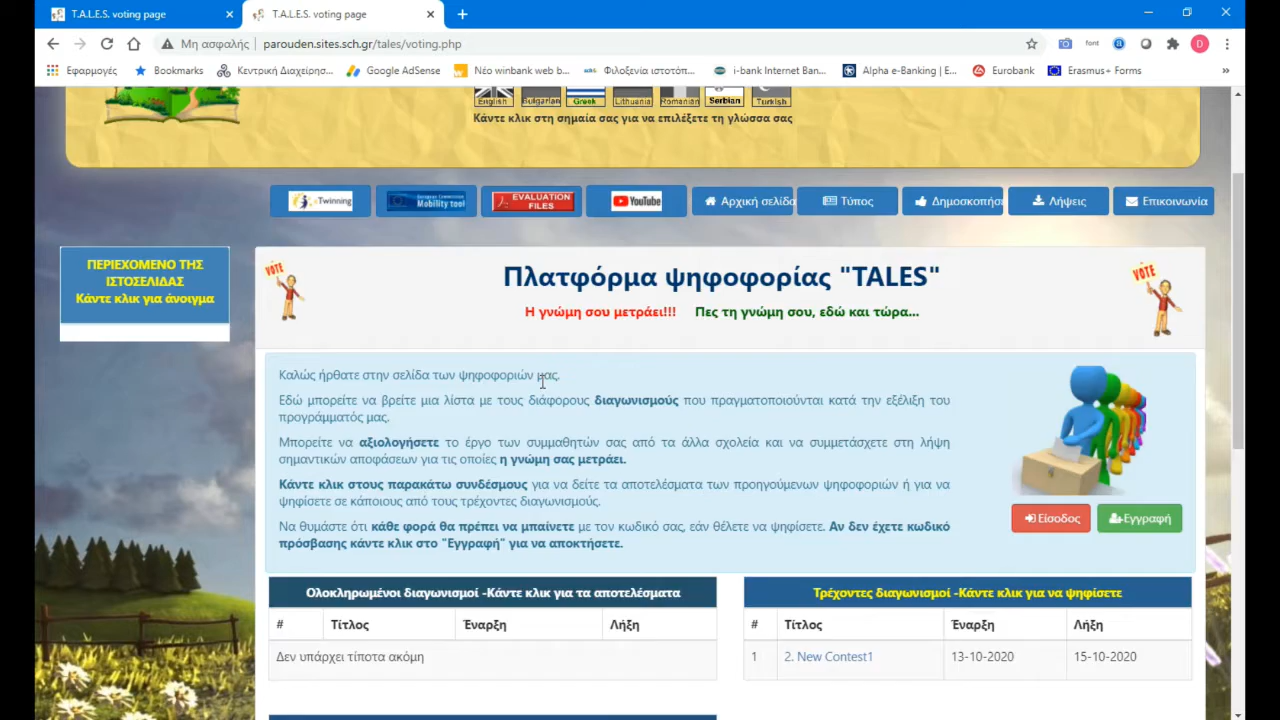 T.A.L.E.S. voting page
T.A.L.E.S. voting page
Μη ασφαλής
parouden.sites.sch.gr/tales/voting.php
font
D
Εφαρμογές
Bookmarks
Κεντρική Διαχείρισ...
Google AdSense
Νέο winbank web b...
Φιλοξενία ιστοτόπ...
i-bank Internet Ban...
Alpha e-Banking | E...
Eurobank
Erasmus+ Forms
English Bulgarian Greek Lithuania Romanian Serbian Turkish
Κάντε κλικ στη σημαία σας για να επιλέξετε τη γλώσσα σας
eTwinning
Mobility tool
EVALUATION FILES
YouTube
Αρχική σελίδα
Τύπος
Δημοσκοπήσ
Λήψεις
Επικοινωνία
ΠΕΡΙΕΧΟΜΕΝΟ ΤΗΣ
ΙΣΤΟΣΕΛΙΔΑΣ
Κάντε κλικ για άνοιγμα
VOTE
Πλατφόρμα ψηφοφορίας "TALES"
VOTE
Η γνώμη σου μετράει!!! Πες τη γνώμη σου, εδώ και τώρα...
Καλώς ήρθατε στην σελίδα των ψηφοφοριών μας.
Εδώ μπορείτε να βρείτε μια λίστα με τους διάφορους διαγωνισμούς που πραγματοποιούνται κατά την εξέλιξη του
προγράμματός μας.
Μπορείτε να αξιολογήσετε το έργο των συμμαθητών σας από τα άλλα σχολεία και να συμμετάσχετε στη λήψη
σημαντικών αποφάσεων για τις οποίες η γνώμη σας μετράει.
Κάντε κλικ στους παρακάτω συνδέσμους για να δείτε τα αποτελέσματα των προηγούμενων ψηφοφοριών ή για να
ψηφίσετε σε κάποιους από τους τρέχοντες διαγωνισμούς.
Να θυμάστε ότι κάθε φορά θα πρέπει να μπαίνετε με τον κωδικό σας, εάν θέλετε να ψηφίσετε. Αν δεν έχετε κωδικό
πρόσβασης κάντε κλικ στο "Εγγραφή" για να αποκτήσετε.
Είσοδος
Εγγραφή
Ολοκληρωμένοι διαγωνισμοί -Κάντε κλικ για τα αποτελέσματα
# Τίτλος Έναρξη Λήξη
Δεν υπάρχει τίποτα ακόμη
Τρέχοντες διαγωνισμοί -Κάντε κλικ για να ψηφίσετε
# Τίτλος Έναρξη Λήξη
1 2. New Contest1 13-10-2020 15-10-2020